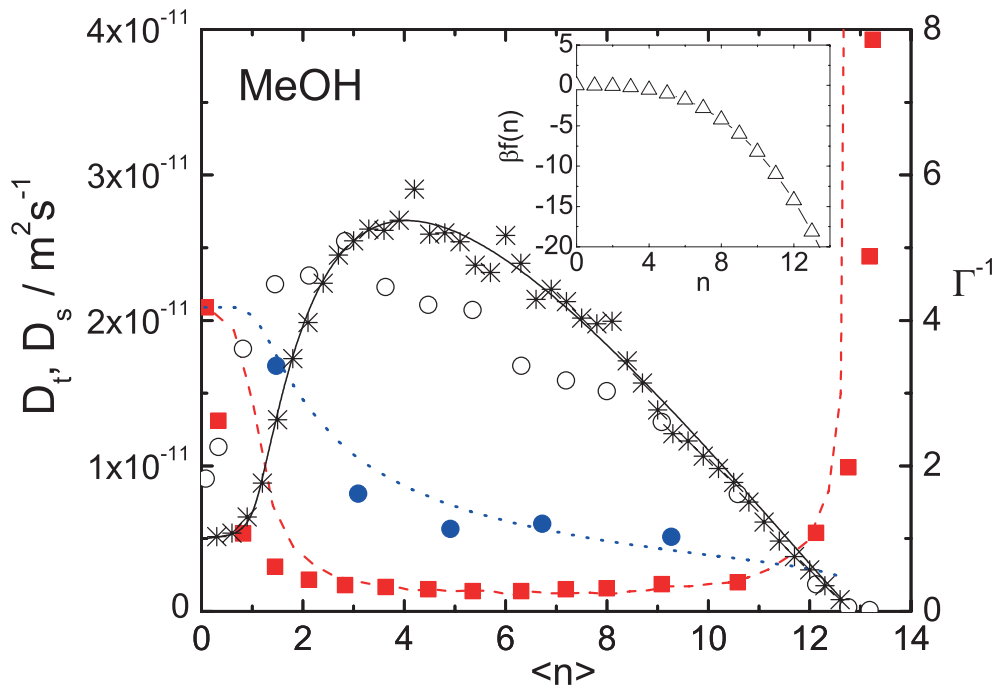 MeOH
D_t, D_s / m²s⁻¹
4x10⁻¹¹
3x10⁻¹¹
2x10⁻¹¹
1x10⁻¹¹
0
0 2 4 6 8 10 12 14
<n>
8
6
4
2
0
Γ⁻¹
βf(n)
5
0
-5
-10
-15
-20
0 4 8 12
n